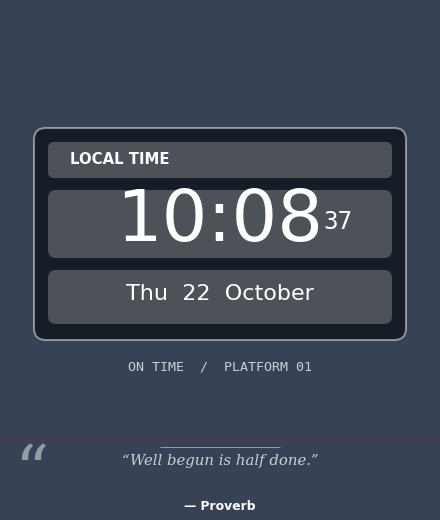 LOCAL TIME
10:08 37
Thu 22 October
ON TIME / PLATFORM 01
“
“Well begun is half done.”
— Proverb